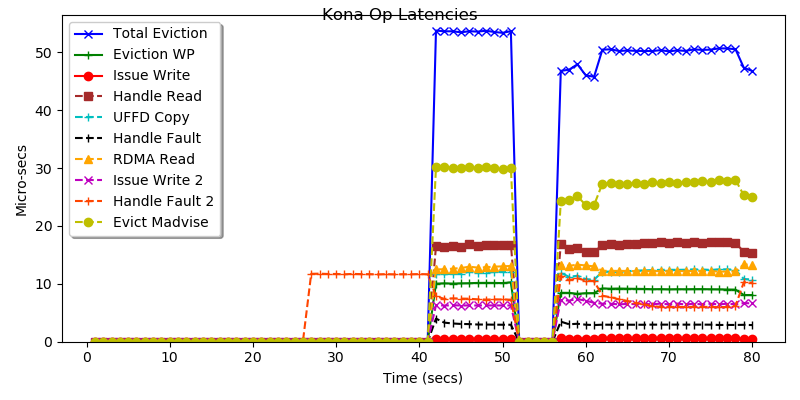 Kona Op Latencies
Total Eviction
Eviction WP
Issue Write
Handle Read
UFFD Copy
Handle Fault
RDMA Read
Issue Write 2
Handle Fault 2
Evict Madvise
Micro-secs
50
40
30
20
10
0
0 10 20 30 40 50 60 70 80
Time (secs)